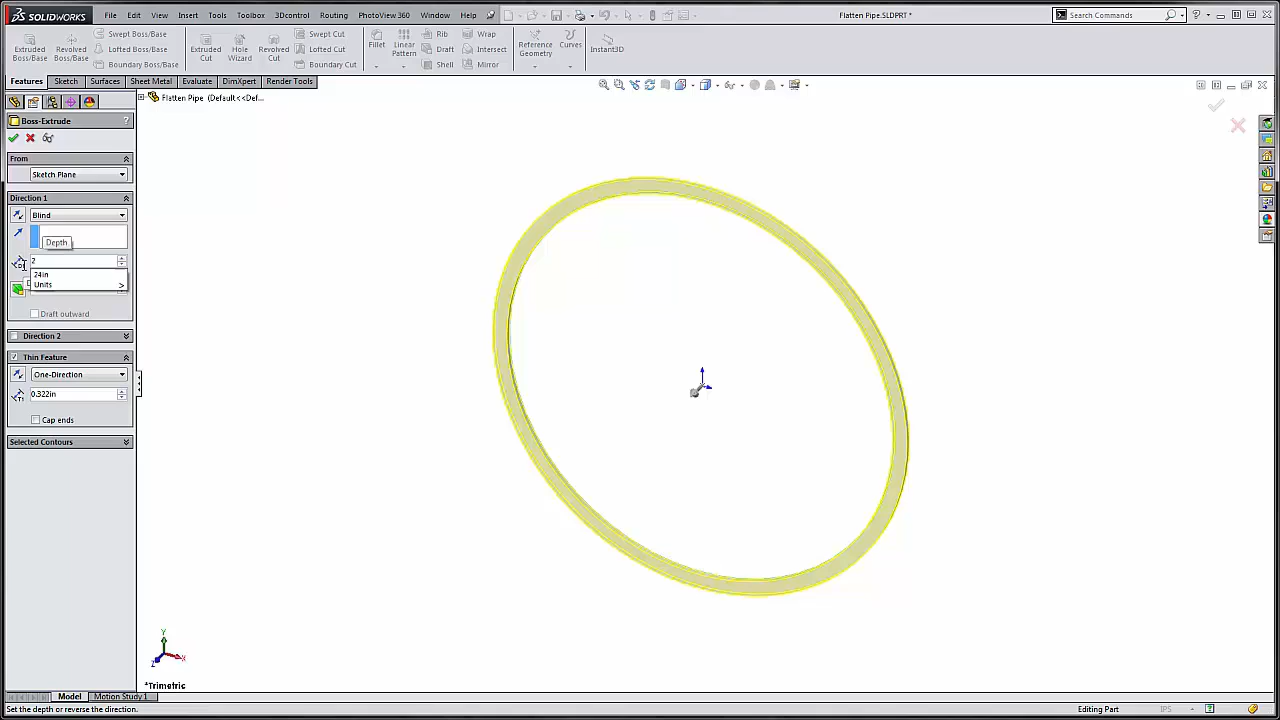 SOLIDWORKS File Edit View Insert Tools Toolbox 3Dcontrol Routing PhotoView 360 Window Help Flatten Pipe.SLDPRT * Search Commands
Extruded Boss/Base Revolved Boss/Base Swept Boss/Base Lofted Boss/Base Boundary Boss/Base Extruded Cut Hole Wizard Revolved Cut Swept Cut Lofted Cut Boundary Cut Fillet Linear Pattern Rib Draft Shell Wrap Intersect Mirror Reference Geometry Curves Instant3D
Features Sketch Surfaces Sheet Metal Evaluate DimXpert Render Tools
Flatten Pipe (Default<<Def...
Boss-Extrude ?
From
Sketch Plane
Direction 1
Blind
Depth
2
24in
Units >
Draft outward
Direction 2
Thin Feature
One-Direction
0.322in
Cap ends
Selected Contours
Y
Z X
*Trimetric
Model Motion Study 1
Set the depth or reverse the direction. Editing Part IPS